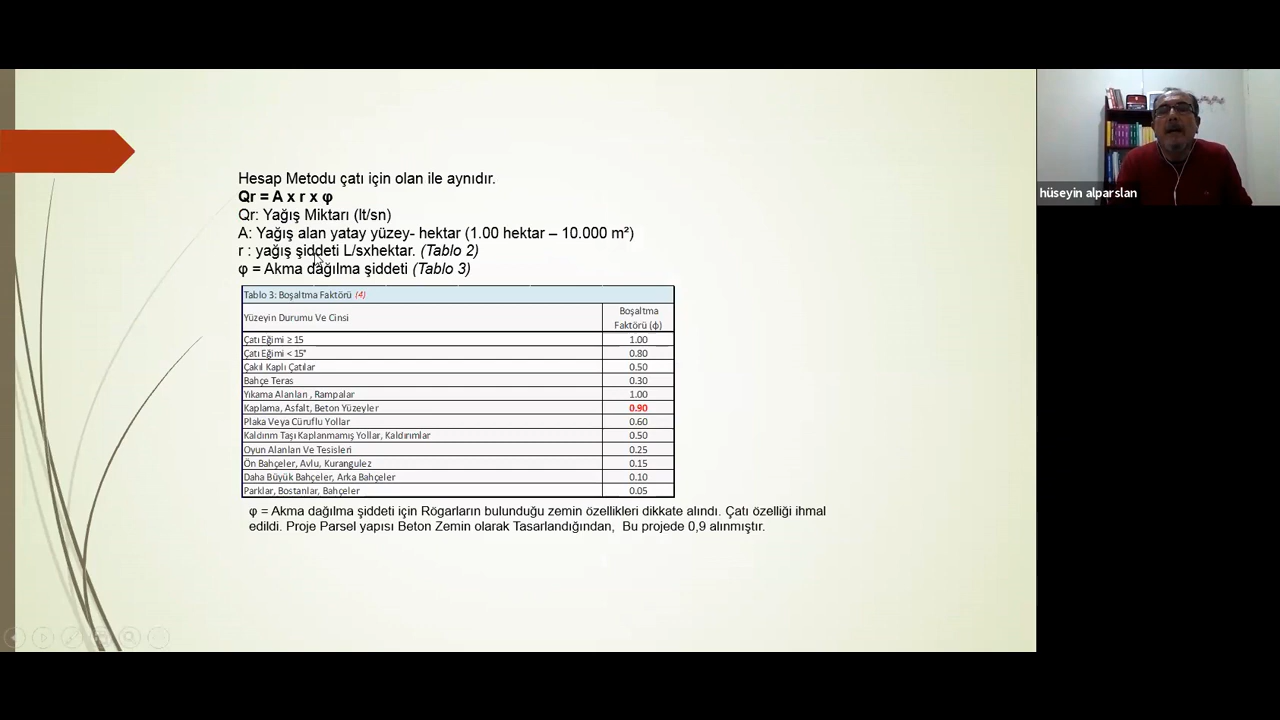 Hesap Metodu çatı için olan ile aynıdır.
Qr = A x r x φ
Qr: Yağış Miktarı (lt/sn)
A: Yağış alan yatay yüzey- hektar (1.00 hektar – 10.000 m²)
r : yağış şiddeti L/sxhektar. (Tablo 2)
φ = Akma dağılma şiddeti (Tablo 3)
Tablo 3: Boşaltma Faktörü (4)
Yüzeyin Durumu Ve Cinsi Boşaltma Faktörü (ϕ)
Çatı Eğimi ≥ 15 1.00
Çatı Eğimi < 15° 0.80
Çakıl Kaplı Çatılar 0.50
Bahçe Teras 0.30
Yıkama Alanları , Rampalar 1.00
Kaplama, Asfalt, Beton Yüzeyler 0.90
Plaka Veya Cüruflu Yollar 0.60
Kaldırım Taşı Kaplanmamış Yollar, Kaldırımlar 0.50
Oyun Alanları Ve Tesisleri 0.25
Ön Bahçeler, Avlu, Kurangulez 0.15
Daha Büyük Bahçeler, Arka Bahçeler 0.10
Parklar, Bostanlar, Bahçeler 0.05
φ = Akma dağılma şiddeti için Rögarların bulunduğu zemin özellikleri dikkate alındı. Çatı özelliği ihmal
edildi. Proje Parsel yapısı Beton Zemin olarak Tasarlandığından, Bu projede 0,9 alınmıştır.
hüseyin alparslan